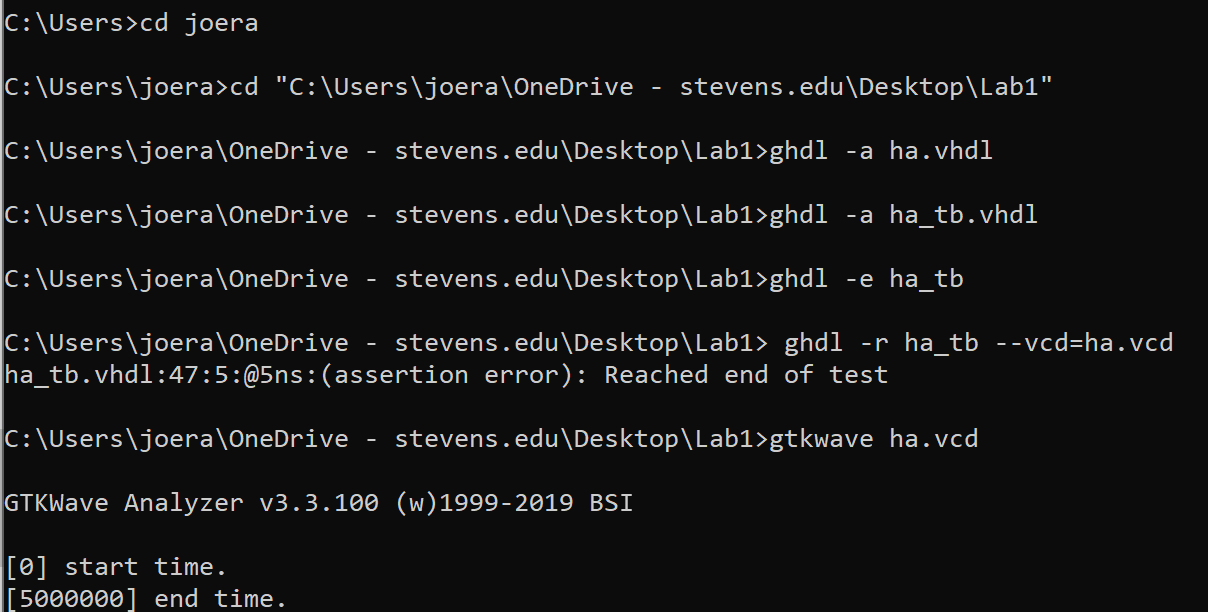 C:\Users>cd joera
C:\Users\joera>cd "C:\Users\joera\OneDrive - stevens.edu\Desktop\Lab1"
C:\Users\joera\OneDrive - stevens.edu\Desktop\Lab1>ghdl -a ha.vhdl
C:\Users\joera\OneDrive - stevens.edu\Desktop\Lab1>ghdl -a ha_tb.vhdl
C:\Users\joera\OneDrive - stevens.edu\Desktop\Lab1>ghdl -e ha_tb
C:\Users\joera\OneDrive - stevens.edu\Desktop\Lab1> ghdl -r ha_tb --vcd=ha.vcd
ha_tb.vhdl:47:5:@5ns:(assertion error): Reached end of test
C:\Users\joera\OneDrive - stevens.edu\Desktop\Lab1>gtkwave ha.vcd
GTKWave Analyzer v3.3.100 (w)1999-2019 BSI
[0] start time.
[5000000] end time.